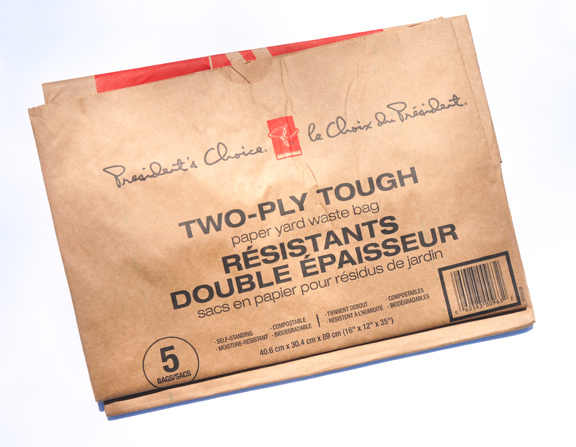 President's Choice® le Choix du Président®
TWO-PLY TOUGH
paper yard waste bag
RÉSISTANTS
DOUBLE ÉPAISSEUR
sacs en papier pour résidus de jardin
· SELF-STANDING · COMPOSTABLE
· MOISTURE-RESISTANT · BIODEGRADABLE
· TIENNENT DEBOUT · COMPOSTABLES
· RÉSISTENT À L'HUMIDITÉ · BIODÉGRADABLES
40.6 cm x 30.4 cm x 89 cm (16" x 12" x 35")
5
BAGS/SACS